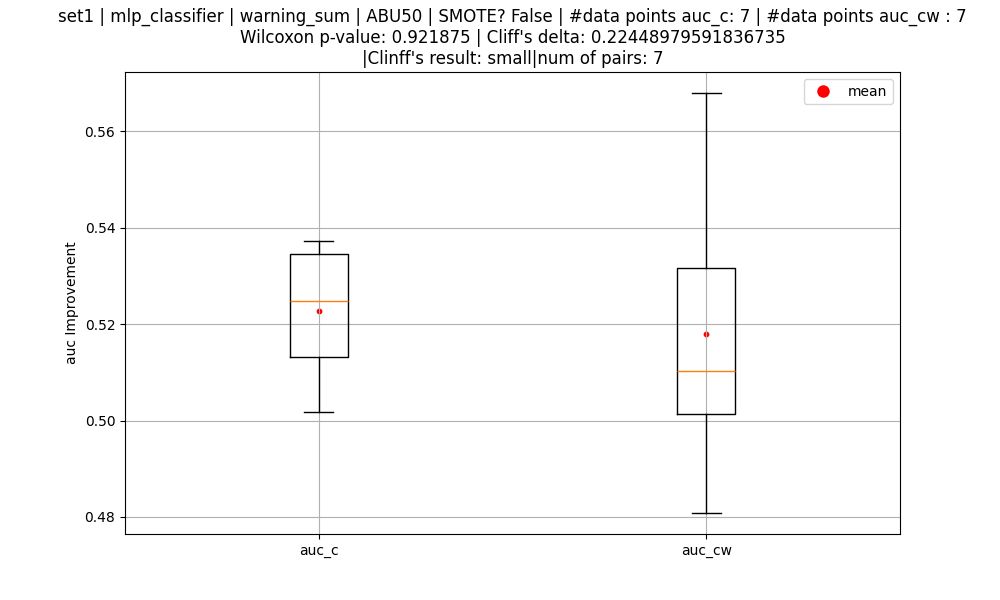 set1 | mlp_classifier | warning_sum | ABU50 | SMOTE? False | #data points auc_c: 7 | #data points auc_cw : 7
Wilcoxon p-value: 0.921875 | Cliff's delta: 0.22448979591836735
|Clinff's result: small|num of pairs: 7
mean
0.56
0.54
0.52
0.50
0.48
auc Improvement
auc_c
auc_cw